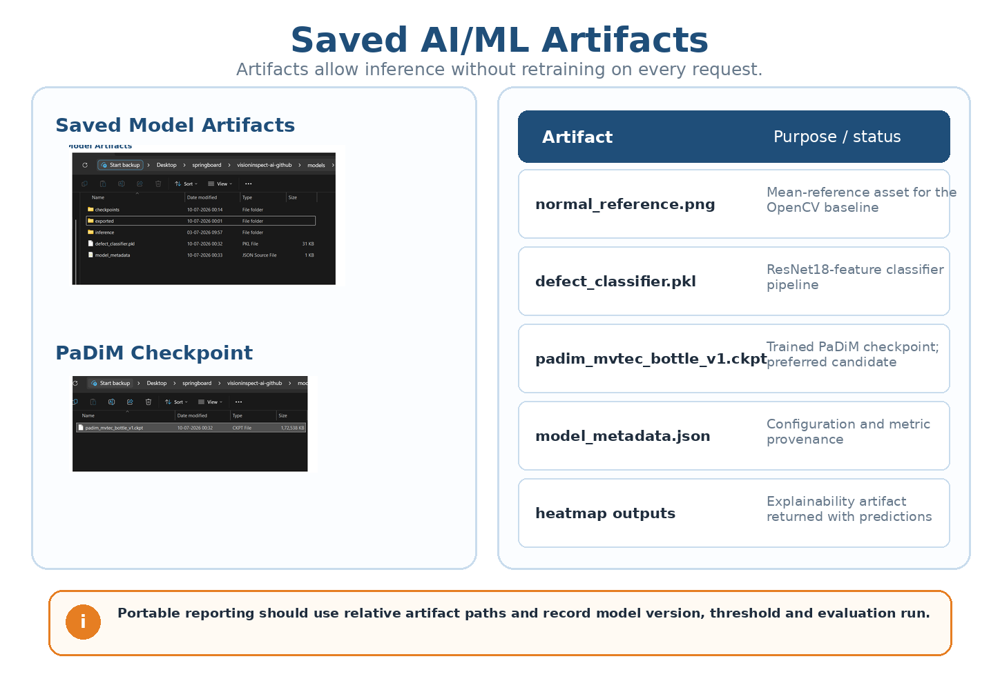 Saved AI/ML Artifacts
Artifacts allow inference without retraining on every request.
Saved Model Artifacts
Model Artifacts
Start backup > Desktop > springboard > visioninspect-ai-github > models >
Sort View ...
Name Date modified Type Size
checkpoints 10-07-2026 00:14 File folder
exported 10-07-2026 00:01 File folder
inference 03-07-2026 09:57 File folder
defect_classifier.pkl 10-07-2026 00:32 PKL File 31 KB
model_metadata 10-07-2026 00:33 JSON Source File 1 KB
PaDiM Checkpoint
Start backup > Desktop > springboard > visioninspect-ai-github > moc
Sort View ...
Name Date modified Type Size
padim_mvtec_bottle_v1.ckpt 10-07-2026 00:32 CKPT File 1,72,538 KB
Artifact Purpose / status
normal_reference.png
Mean-reference asset for the
OpenCV baseline
defect_classifier.pkl
ResNet18-feature classifier
pipeline
padim_mvtec_bottle_v1.ckpt
Trained PaDiM checkpoint;
preferred candidate
model_metadata.json
Configuration and metric
provenance
heatmap outputs
Explainability artifact
returned with predictions
i
Portable reporting should use relative artifact paths and record model version, threshold and evaluation run.